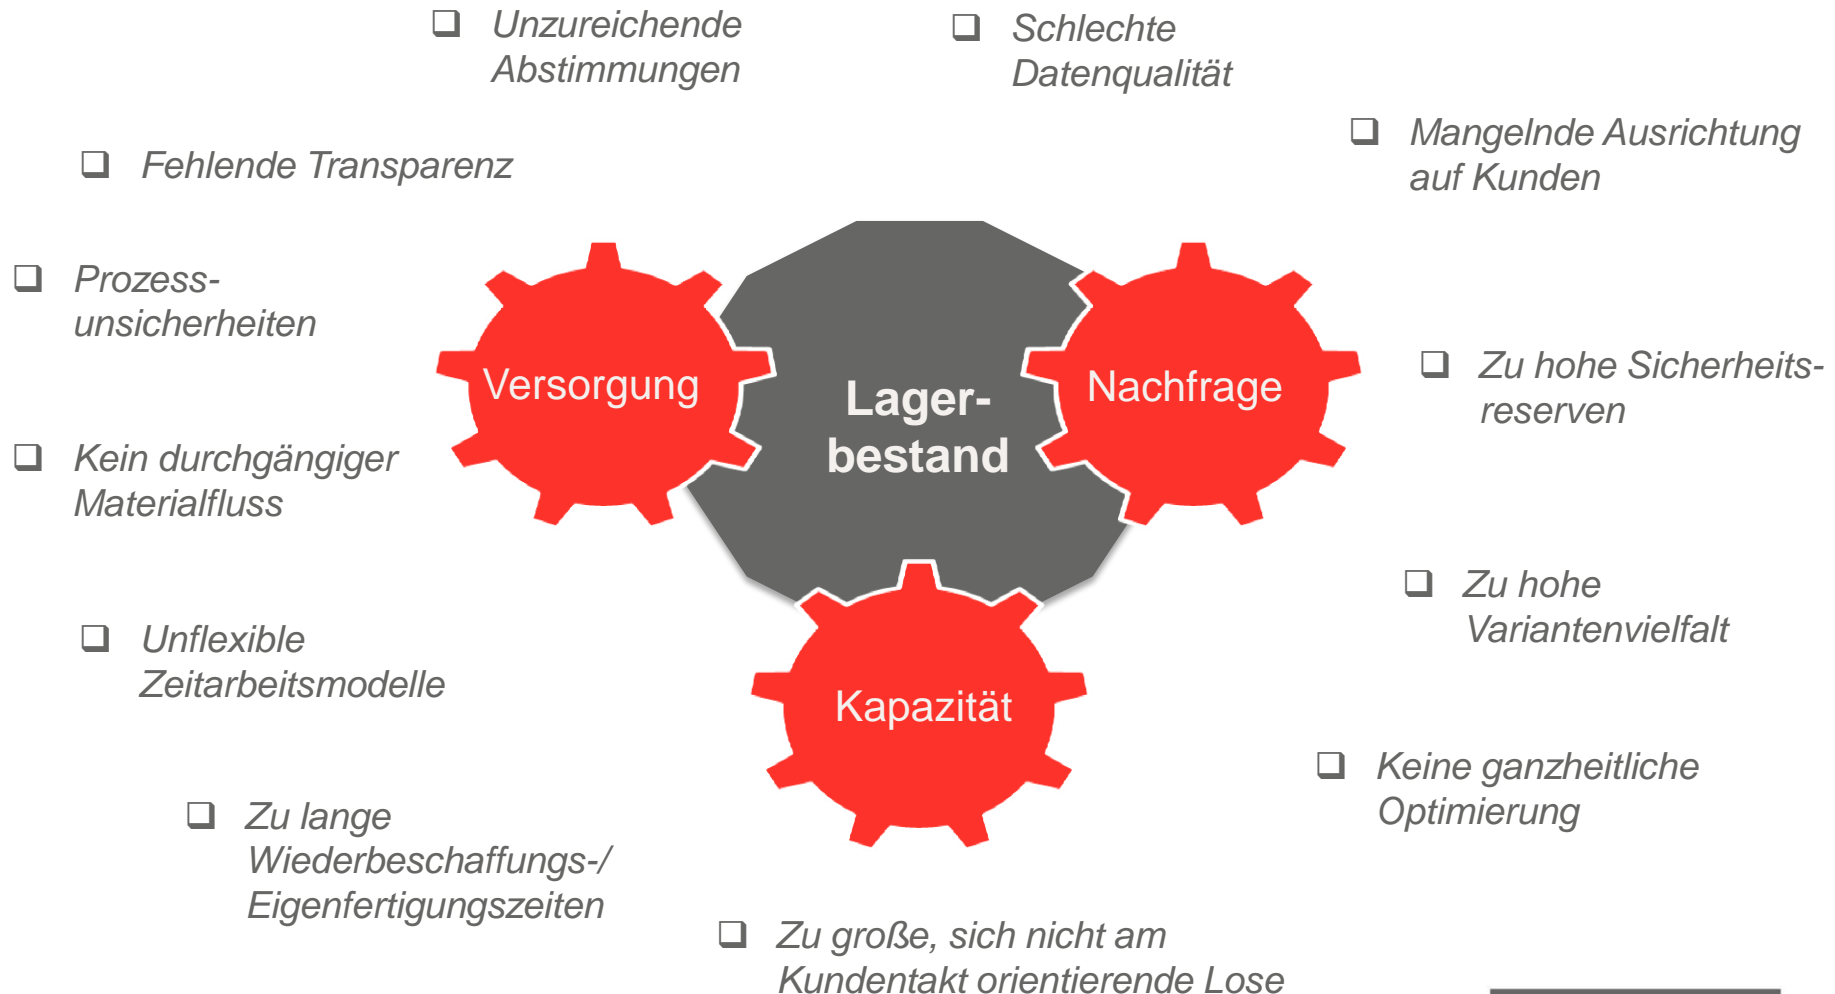 ❑ Unzureichende
Abstimmungen
❑ Schlechte
Datenqualität
❑ Mangelnde Ausrichtung
auf Kunden
❑ Fehlende Transparenz
❑ Prozess-
unsicherheiten
Versorgung
Lager-
bestand
Nachfrage
❑ Zu hohe Sicherheits-
reserven
❑ Kein durchgängiger
Materialfluss
❑ Zu hohe
Variantenvielfalt
❑ Unflexible
Zeitarbeitsmodelle
Kapazität
❑ Keine ganzheitliche
Optimierung
❑ Zu lange
Wiederbeschaffungs-/
Eigenfertigungszeiten
❑ Zu große, sich nicht am
Kundentakt orientierende Lose